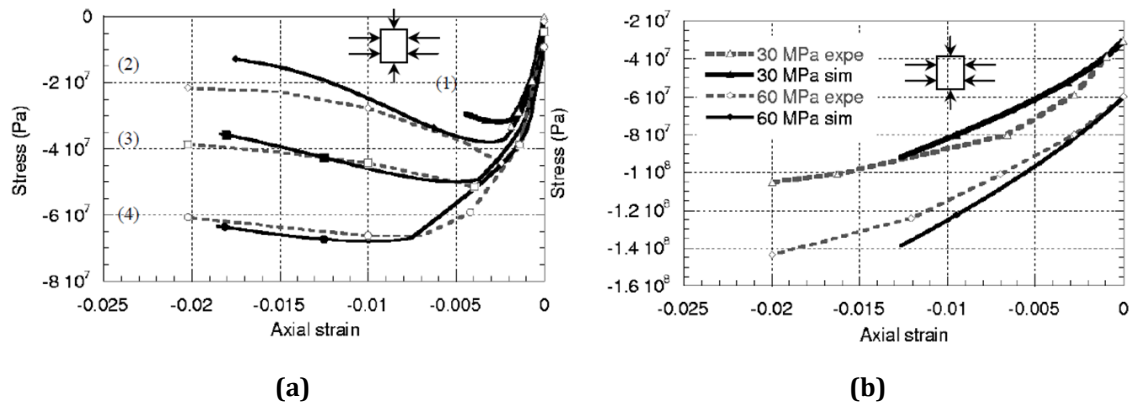 0
-2 10⁷
-4 10⁷
-6 10⁷
-8 10⁷
Stress (Pa)
(1)
(2)
(3)
(4)
-0.025 -0.02 -0.015 -0.01 -0.005 0
Axial strain
(a)
-2 10⁷
-4 10⁷
-6 10⁷
-8 10⁷
-1 10⁸
-1.2 10⁸
-1.4 10⁸
-1.6 10⁸
Stress (Pa)
30 MPa expe
30 MPa sim
60 MPa expe
60 MPa sim
-0.025 -0.02 -0.015 -0.01 -0.005 0
Axial strain
(b)